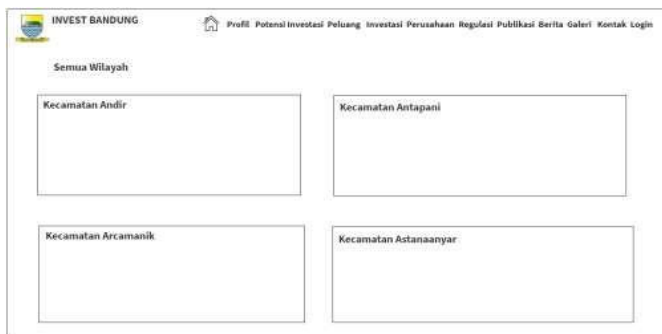 INVEST BANDUNG
Profil Potensi Investasi Peluang Investasi Perusahaan Regulasi Publikasi Berita Galeri Kontak Login
Semua Wilayah
Kecamatan Andir
Kecamatan Antapani
Kecamatan Arcamanik
Kecamatan Astanaanyar